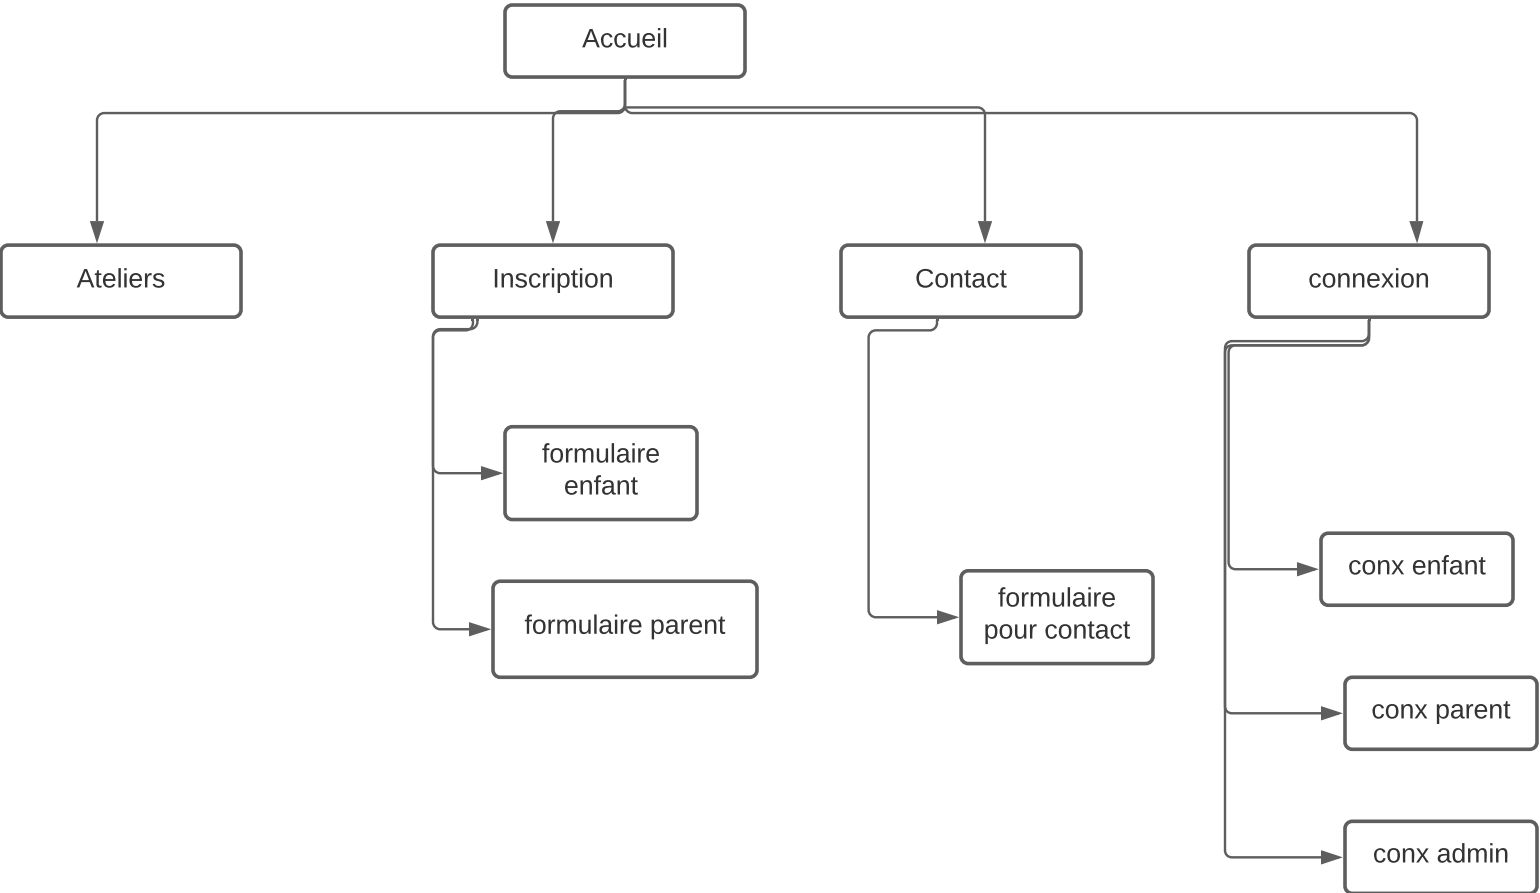 Accueil
Ateliers
Inscription
Contact
connexion
formulaire
enfant
formulaire parent
formulaire
pour contact
conx enfant
conx parent
conx admin